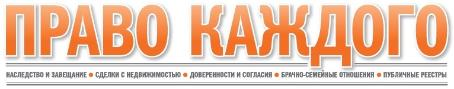 ПРАВО КАЖДОГО
НАСЛЕДСТВО И ЗАВЕЩАНИЕ ● СДЕЛКИ С НЕДВИЖИМОСТЬЮ ● ДОВЕРЕННОСТИ И СОГЛАСИЯ ● БРАЧНО-СЕМЕЙНЫЕ ОТНОШЕНИЯ ● ПУБЛИЧНЫЕ РЕЕСТРЫ